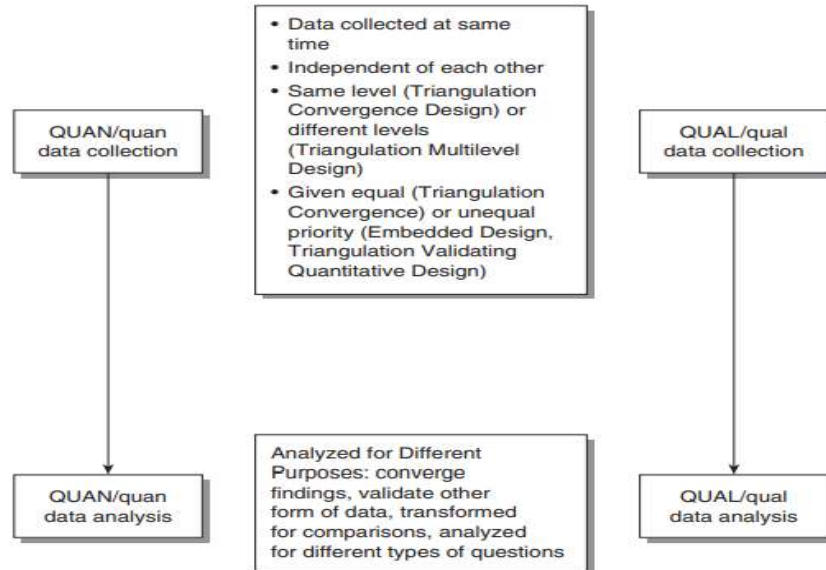 • Data collected at same
time
• Independent of each other
• Same level (Triangulation
Convergence Design) or
different levels
(Triangulation Multilevel
Design)
• Given equal (Triangulation
Convergence) or unequal
priority (Embedded Design,
Triangulation Validating
Quantitative Design)
QUAN/quan
data collection
QUAL/qual
data collection
QUAN/quan
data analysis
Analyzed for Different
Purposes: converge
findings, validate other
form of data, transformed
for comparisons, analyzed
for different types of questions
QUAL/qual
data analysis